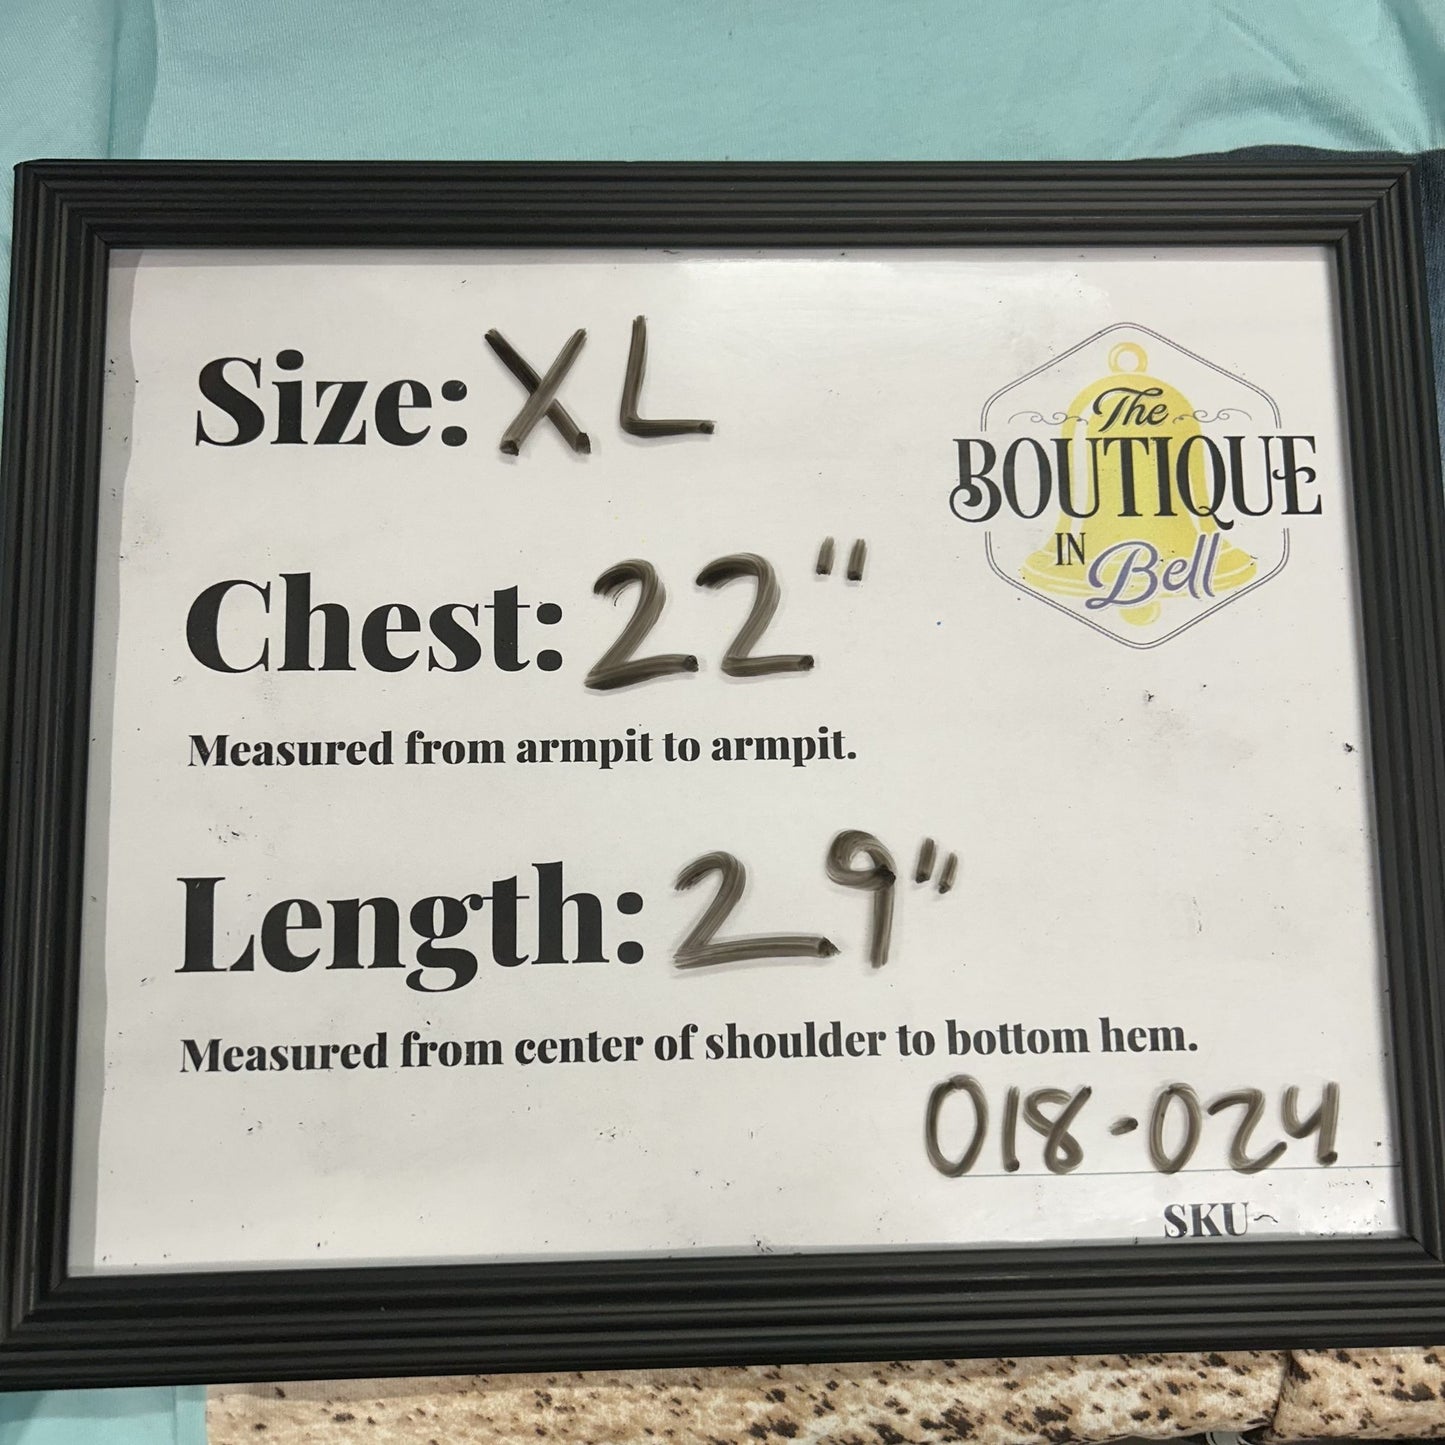 Size: XL
The
BOUTIQUE
IN Bell
Chest: 22"
Measured from armpit to armpit.
Length: 29"
Measured from center of shoulder to bottom hem.
018-024
SKU